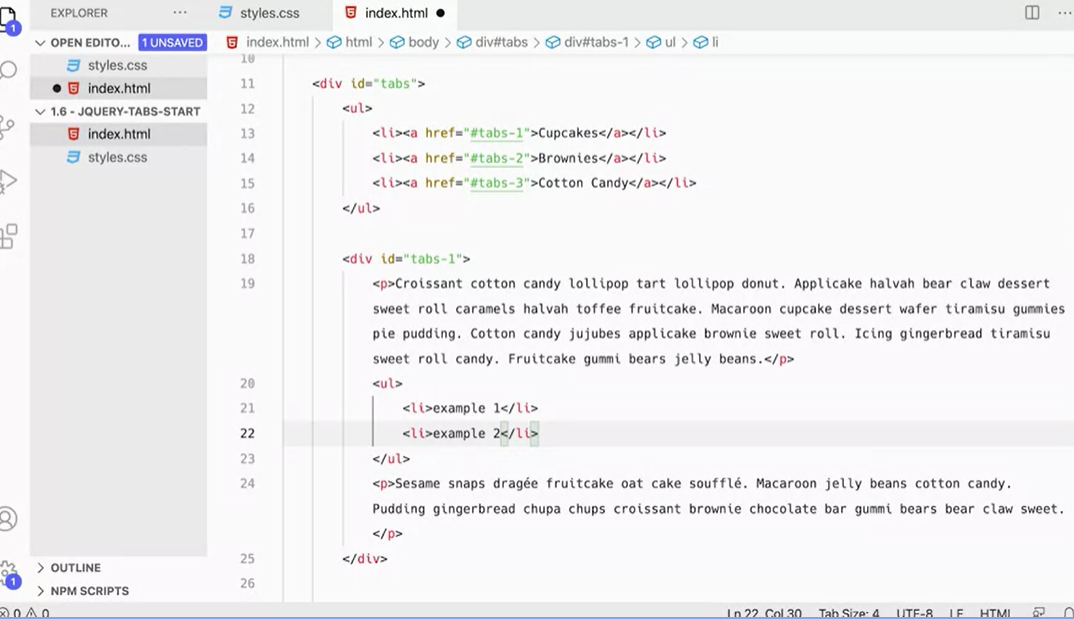 EXPLORER ··· styles.css index.html ●
1
OPEN EDITO... 1 UNSAVED index.html > html > body > div#tabs > div#tabs-1 > ul > li
styles.css
● index.html
1.6 - JQUERY-TABS-START
index.html
styles.css
OUTLINE
NPM SCRIPTS
1
10
11 <div id="tabs">
12 <ul>
13 <li><a href="#tabs-1">Cupcakes</a></li>
14 <li><a href="#tabs-2">Brownies</a></li>
15 <li><a href="#tabs-3">Cotton Candy</a></li>
16 </ul>
17
18 <div id="tabs-1">
19 <p>Croissant cotton candy lollipop tart lollipop donut. Applicake halvah bear claw dessert
sweet roll caramels halvah toffee fruitcake. Macaroon cupcake dessert wafer tiramisu gummies
pie pudding. Cotton candy jujubes applicake brownie sweet roll. Icing gingerbread tiramisu
sweet roll candy. Fruitcake gummi bears jelly beans.</p>
20 <ul>
21 <li>example 1</li>
22 <li>example 2</li>
23 </ul>
24 <p>Sesame snaps dragée fruitcake oat cake soufflé. Macaroon jelly beans cotton candy.
Pudding gingerbread chupa chups croissant brownie chocolate bar gummi bears bear claw sweet.
</p>
25 </div>
26
0 0 Ln 22, Col 30 Tab Size: 4 UTF-8 LF HTML